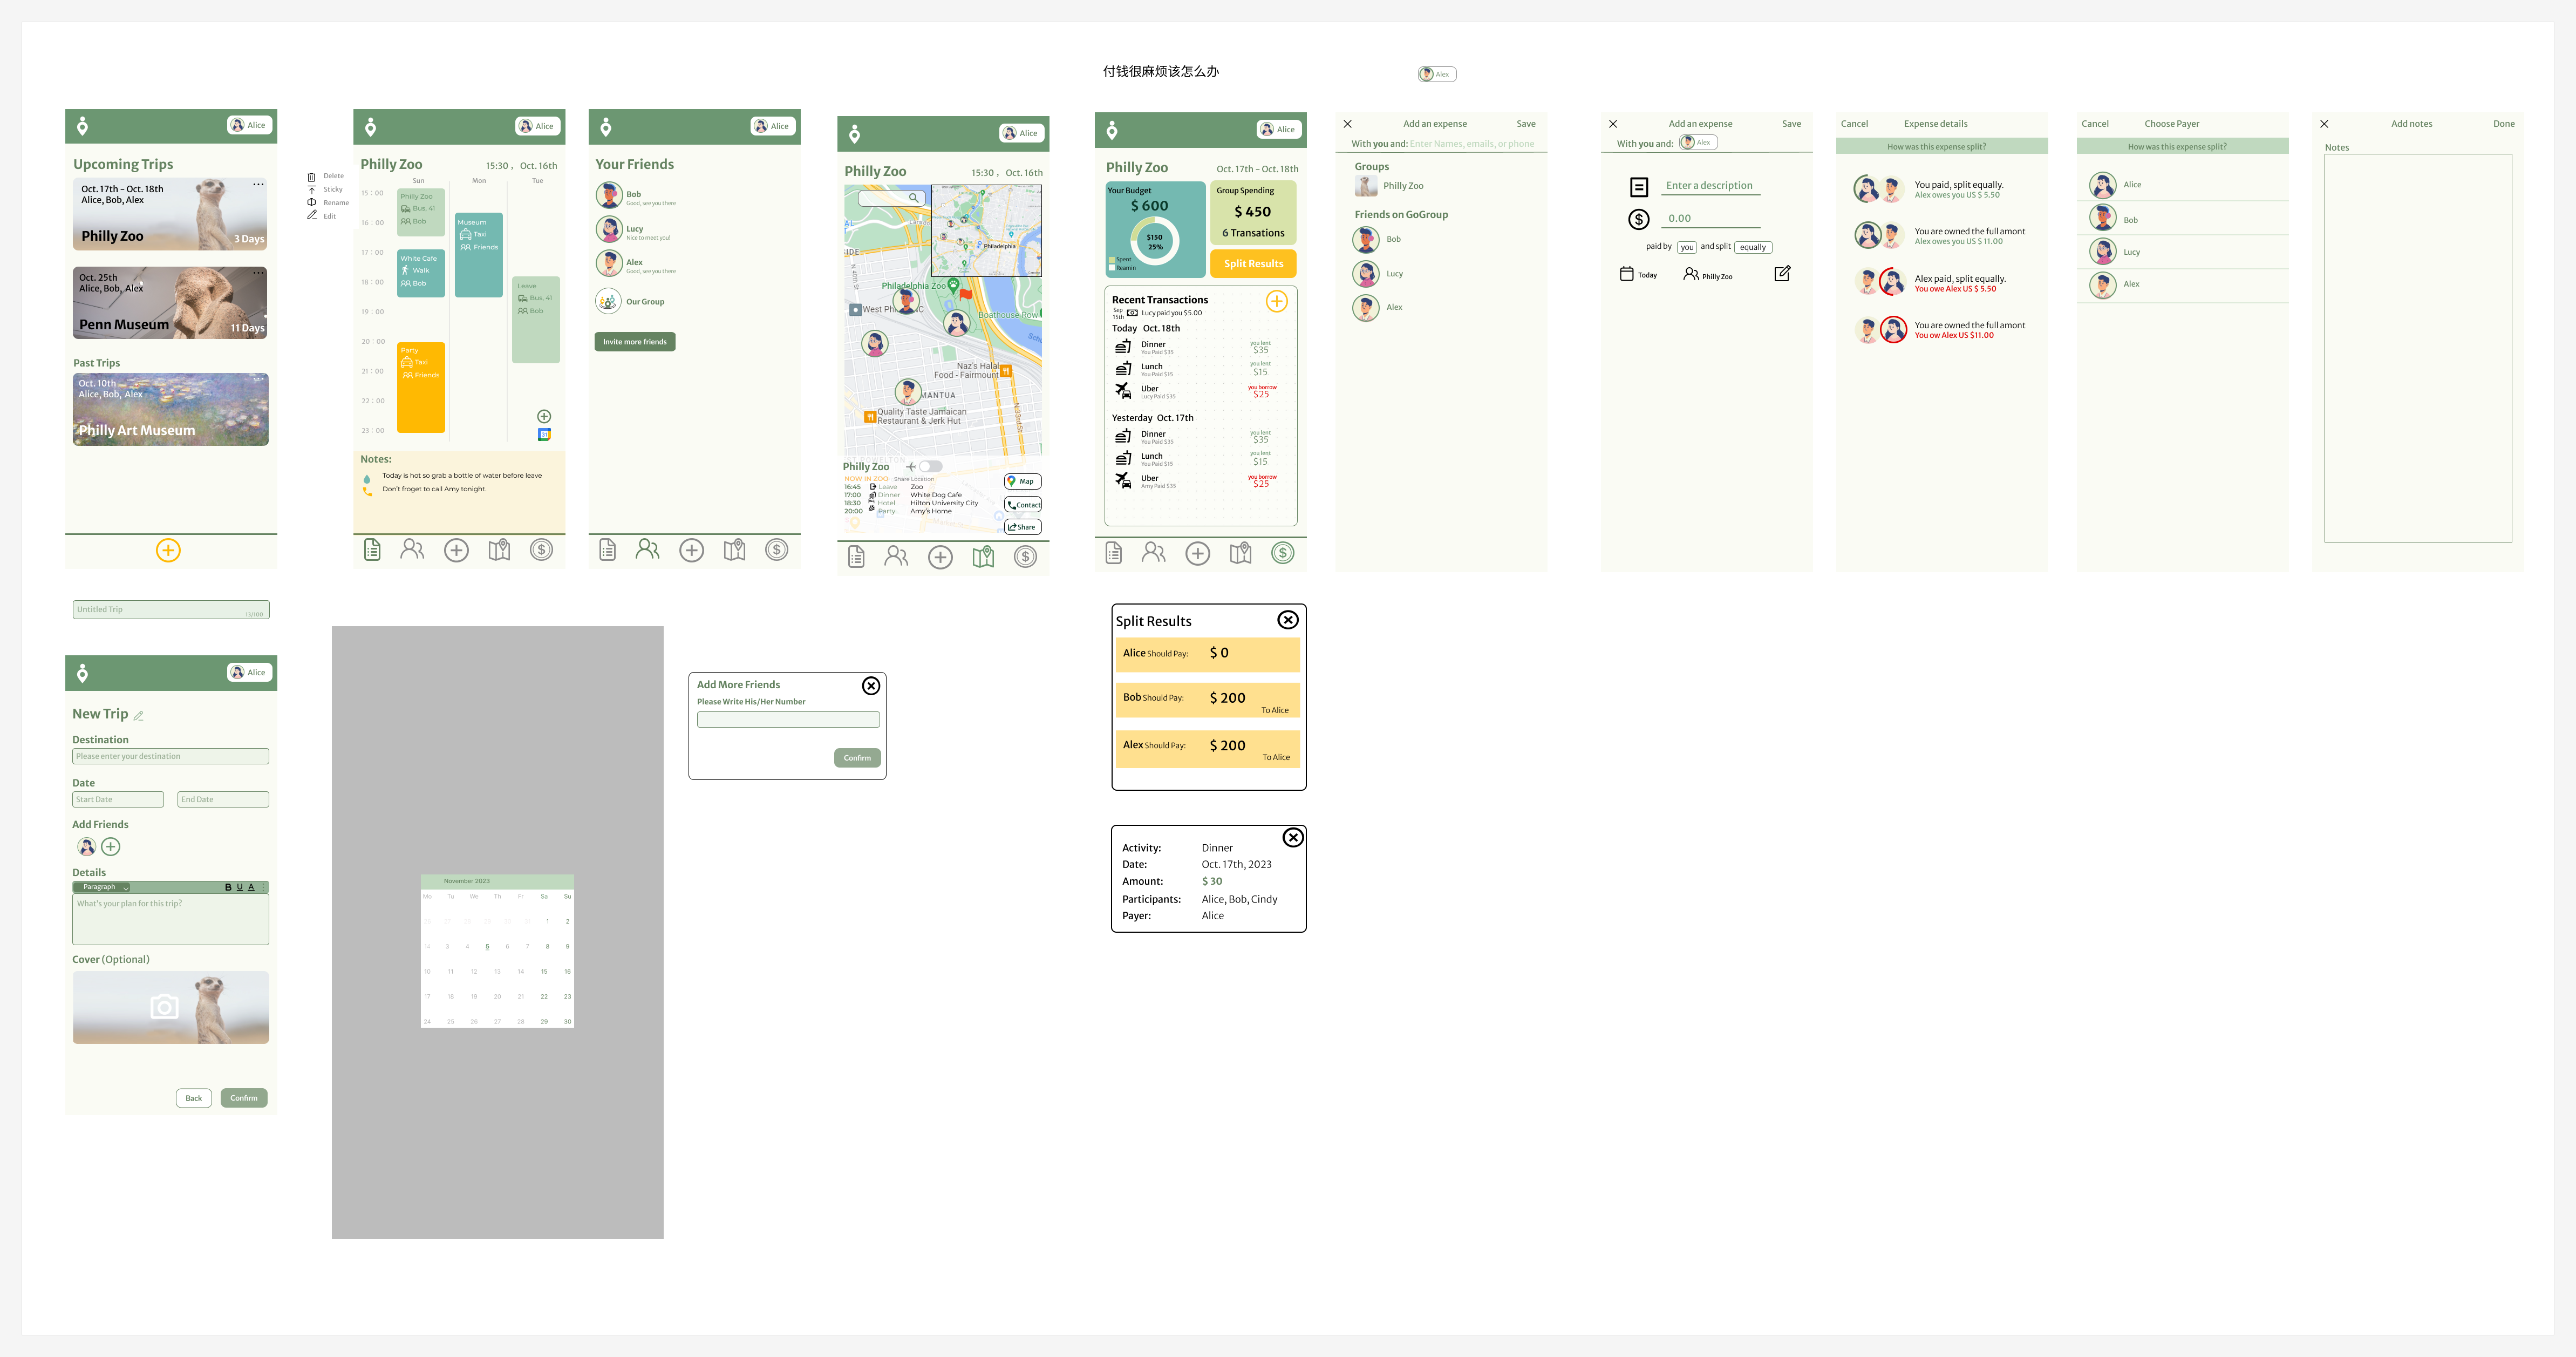 付钱很麻烦该怎么办
Alex
Alice
Upcoming Trips
Oct. 17th - Oct. 18th
Alice, Bob, Alex
Philly Zoo
3 Days
Oct. 25th
Alice, Bob, Alex
Penn Museum
11 Days
Past Trips
Oct. 10th
Alice, Bob, Alex
Philly Art Museum
Delete
Sticky
Rename
Edit
Alice
Philly Zoo
15:30 , Oct. 16th
Sun Mon Tue
15 : 00
16 : 00
17 : 00
18 : 00
19 : 00
20 : 00
21 : 00
22 : 00
23 : 00
Philly Zoo
Bus, 41
Bob
White Cafe
Walk
Bob
Party
Taxi
Friends
Museum
Taxi
Friends
Leave
Bus, 41
Bob
Notes:
Today is hot so grab a bottle of water before leave
Don't froget to call Amy tonight.
Alice
Your Friends
Bob
Good, see you there
Lucy
Nice to meet you!
Alex
Good, see you there
Our Group
Invite more friends
Alice
Philly Zoo
15:30 , Oct. 16th
Philadelphia
IDE
N 40th St
Philadelphia Zoo
West Ph
Boathouse Row
Naz's Halal
Food - Fairmount
MANTUA
N 33rd St
Quality Taste Jamaican
Restaurant & Jerk Hut
Philly Zoo
NOW IN ZOO Share Location
16:45 Leave Zoo
17:00 Dinner White Dog Cafe
18:30 Hotel Hilton University City
20:00 Party Amy's Home
Map
Contact
Share
Alice
Philly Zoo
Oct. 17th - Oct. 18th
Your Budget
$ 600
$150
25%
Spent
Reamin
Group Spending
$ 450
6 Transations
Split Results
Recent Transactions
Sep
15th
Lucy paid you $5.00
Today Oct. 18th
Dinner
You Paid $35
you lent
$35
Lunch
You Paid $15
you lent
$15
Uber
Lucy Paid $35
you borrow
$25
Yesterday Oct. 17th
Dinner
You Paid $35
you lent
$35
Lunch
You Paid $15
you lent
$15
Uber
Amy Paid $35
you borrow
$25
Add an expense
Save
With you and: Enter Names, emails, or phone
Groups
Philly Zoo
Friends on GoGroup
Bob
Lucy
Alex
Add an expense
Save
With you and:
Alex
Enter a description
$
0.00
paid by you and split equally
Today
Philly Zoo
Cancel
Expense details
How was this expense split?
You paid, split equally.
Alex owes you US $ 5.50
You are owned the full amont
Alex owes you US $ 11.00
Alex paid, split equally.
You owe Alex US $ 5.50
You are owned the full amont
You ow Alex US $11.00
Cancel
Choose Payer
How was this expense split?
Alice
Bob
Lucy
Alex
Add notes
Done
Notes
Untitled Trip
15/100
Alice
New Trip
Destination
Please enter your destination
Date
Start Date
End Date
Add Friends
Details
Paragraph
B U A
What's your plan for this trip?
Cover (Optional)
Back
Confirm
November 2023
Mo Tu We Th Fr Sa Su
1 2
14 3 4 5 6 7 8 9
10 11 12 13 14 15 16
17 18 19 20 21 22 23
24 25 26 27 28 29 30
Add More Friends
Please Write His/Her Number
Confirm
Split Results
Alice Should Pay: $ 0
Bob Should Pay: $ 200
To Alice
Alex Should Pay: $ 200
To Alice
Activity: Dinner
Date: Oct. 17th, 2023
Amount: $ 30
Participants: Alice, Bob, Cindy
Payer: Alice